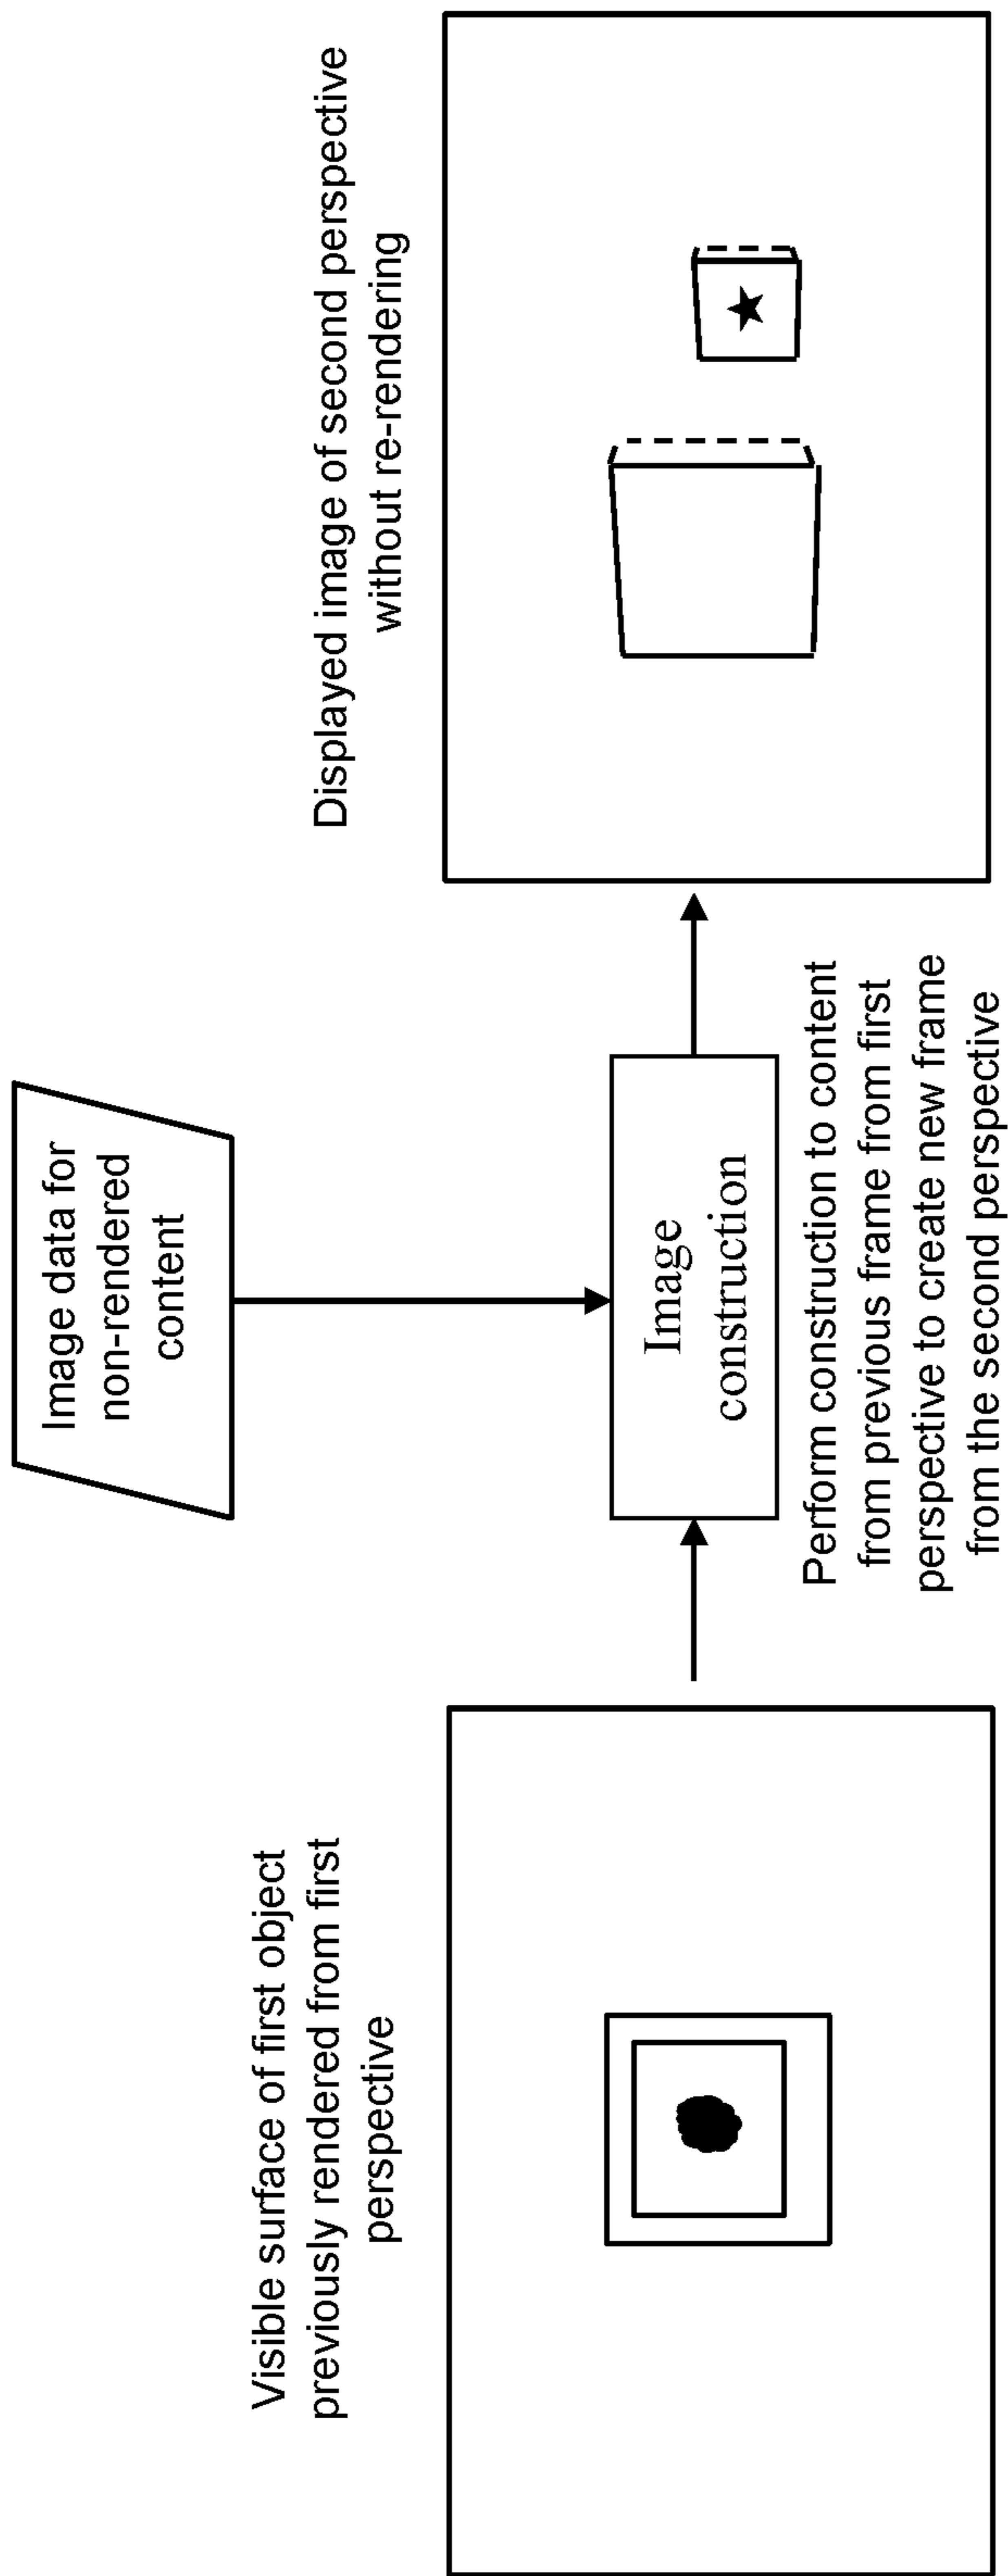 Visible surface of first object
previously rendered from first
perspective
Image data for
non-rendered
content
Image
construction
Perform construction to content
from previous frame from first
perspective to create new frame
from the second perspective
Displayed image of second perspective
without re-rendering